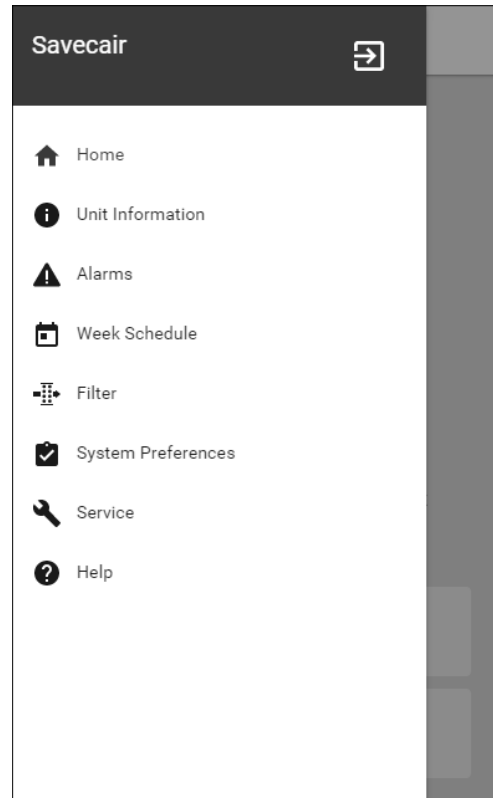 Savecair
Home
Unit Information
Alarms
Week Schedule
Filter
System Preferences
Service
Help